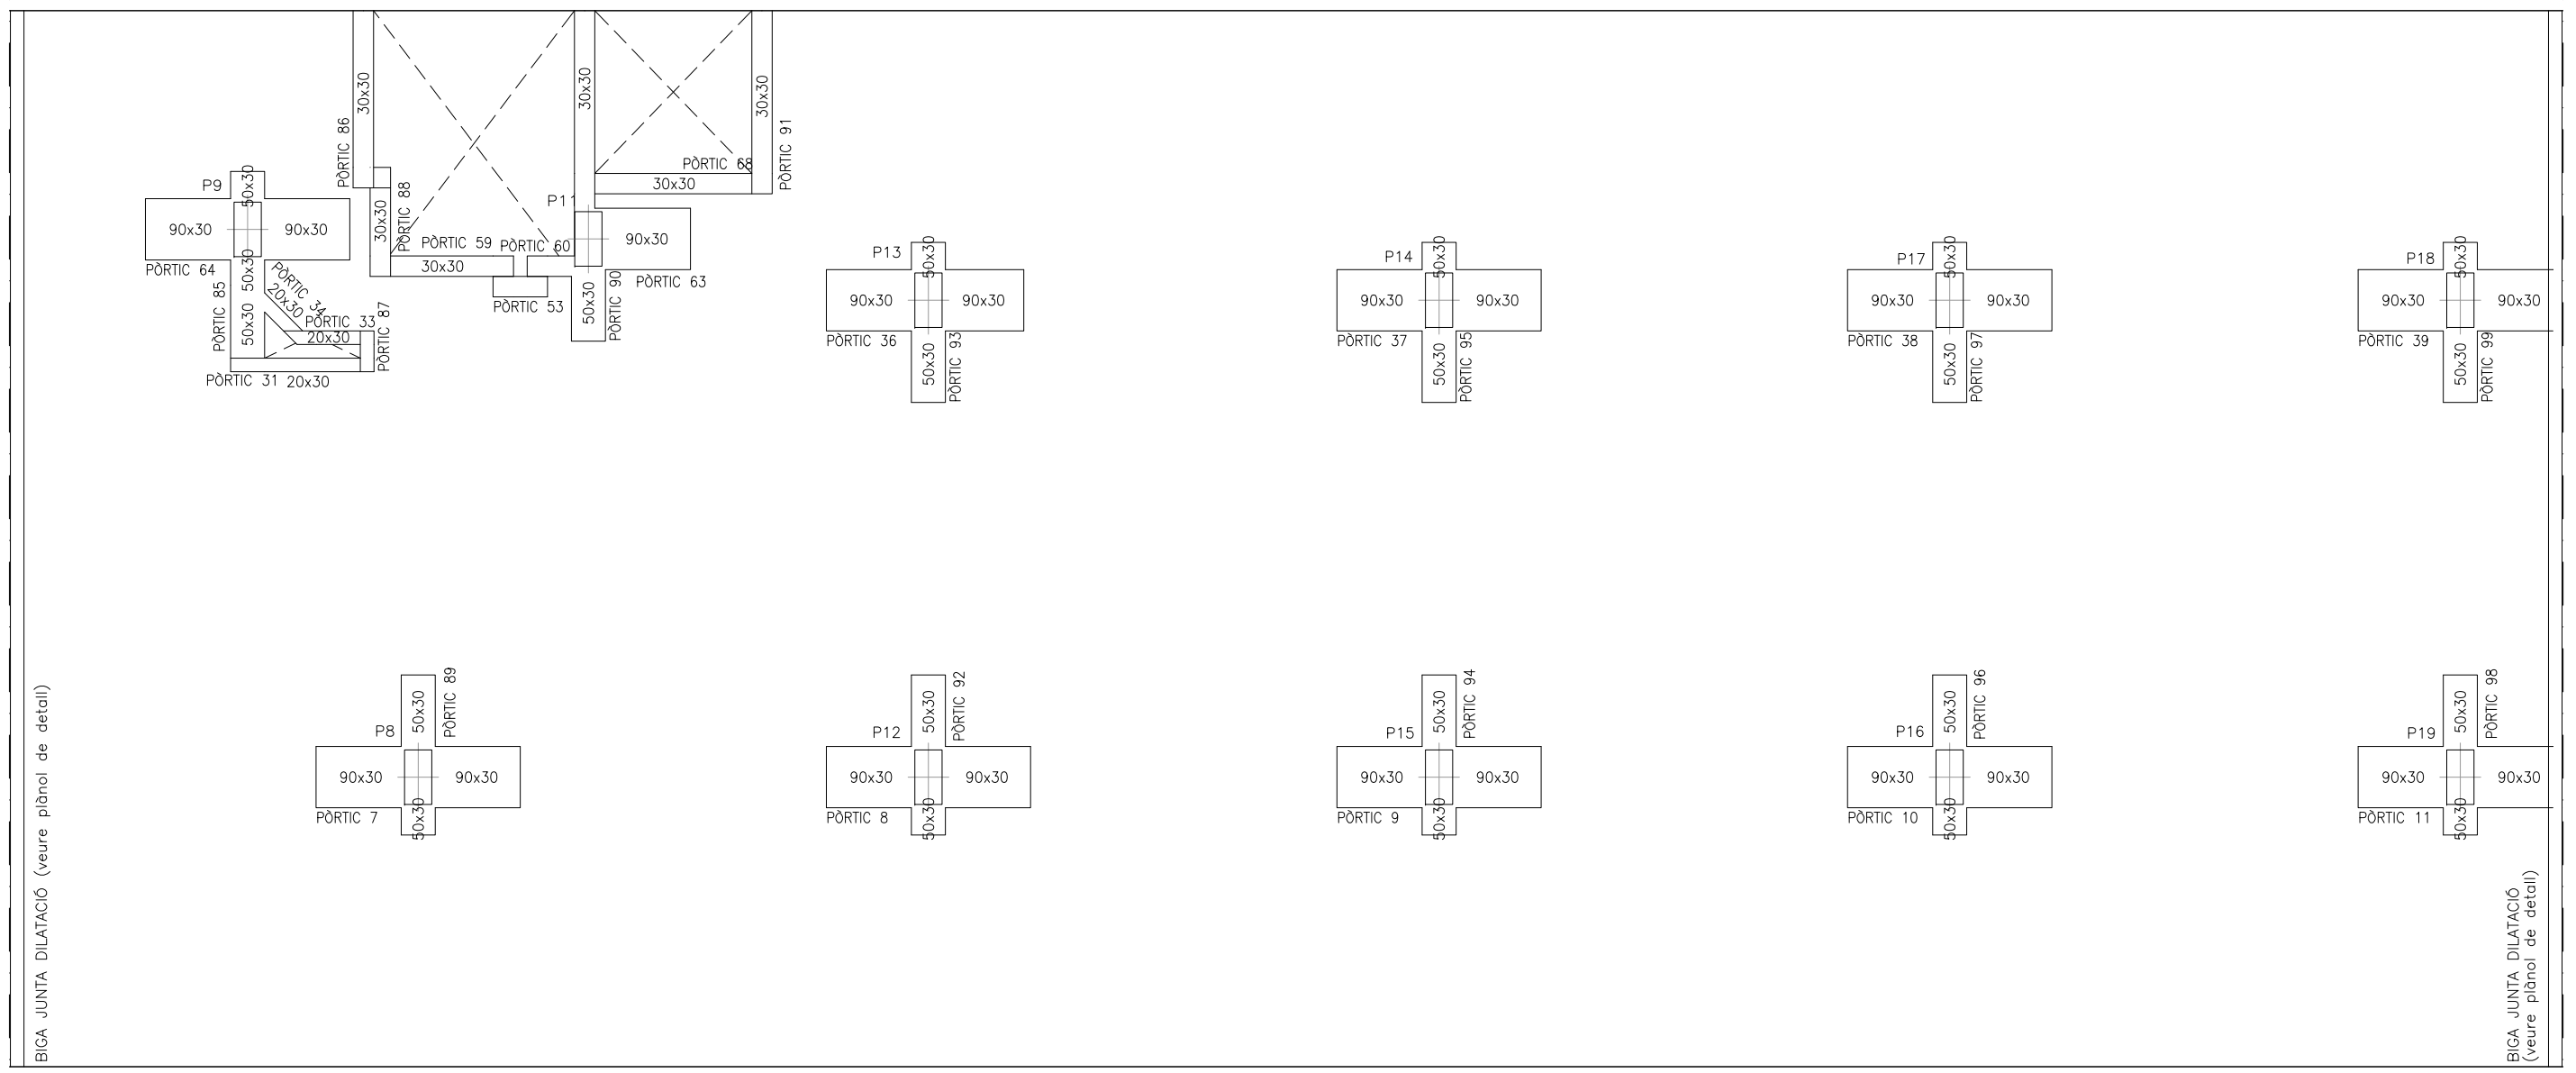 30x30
30x30
30x30
PÒRTIC 86
PÒRTIC 91
PÒRTIC 68
30x30
P9
50x30
30x30
PÒRTIC 88
P11
90x30
90x30
PÒRTIC 64
50x30
PÒRTIC 59
PÒRTIC 60
30x30
90x30
PÒRTIC 63
PÒRTIC 53
50x30
PÒRTIC 90
PÒRTIC 85
50x30
PÒRTIC 34
20x30
PÒRTIC 33
20x30
PÒRTIC 87
PÒRTIC 31
20x30
P13
50x30
90x30
90x30
PÒRTIC 36
50x30
PÒRTIC 93
P14
50x30
90x30
90x30
PÒRTIC 37
50x30
PÒRTIC 95
P17
50x30
90x30
90x30
PÒRTIC 38
50x30
PÒRTIC 97
P18
50x30
90x30
90x30
PÒRTIC 39
50x30
PÒRTIC 99
P8
50x30
PÒRTIC 89
90x30
90x30
PÒRTIC 7
50x30
P12
50x30
PÒRTIC 92
90x30
90x30
PÒRTIC 8
50x30
P15
50x30
PÒRTIC 94
90x30
90x30
PÒRTIC 9
50x30
P16
50x30
PÒRTIC 96
90x30
90x30
PÒRTIC 10
50x30
P19
50x30
PÒRTIC 98
90x30
90x30
PÒRTIC 11
50x30
BIGA JUNTA DILATACIÓ (veure plànol de detall)
BIGA JUNTA DILATACIÓ
(veure plànol de detall)